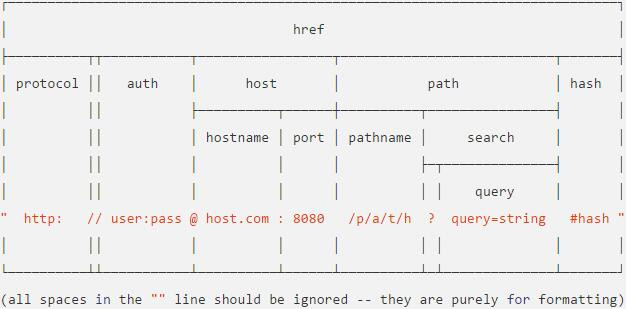 href
protocol auth host path hash
hostname port pathname search
query
" http: // user:pass @ host.com : 8080 /p/a/t/h ? query=string #hash "
(all spaces in the "" line should be ignored -- they are purely for formatting)